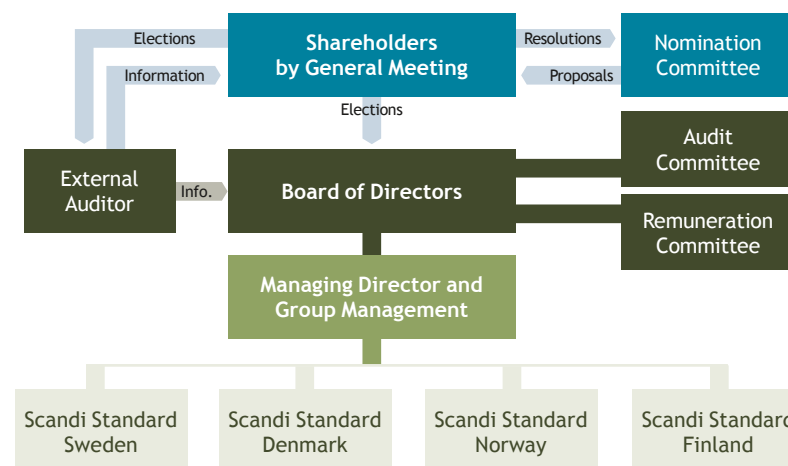 Elections
Shareholders
by General Meeting
Resolutions
Nomination
Committee
Information
Proposals
Elections
External
Auditor
Info.
Board of Directors
Audit
Committee
Remuneration
Committee
Managing Director and
Group Management
Scandi Standard
Sweden
Scandi Standard
Denmark
Scandi Standard
Norway
Scandi Standard
Finland